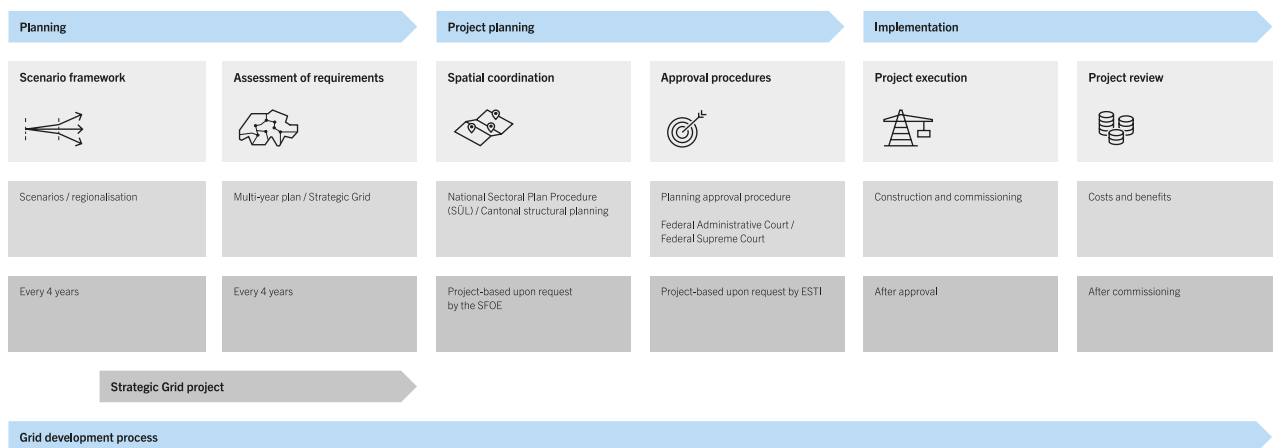 Planning
Project planning
Implementation
Scenario framework
Assessment of requirements
Spatial coordination
Approval procedures
Project execution
Project review
Scenarios / regionalisation
Multi-year plan / Strategic Grid
National Sectoral Plan Procedure
(SÜL) / Cantonal structural planning
Planning approval procedure
Federal Administrative Court /
Federal Supreme Court
Construction and commissioning
Costs and benefits
Every 4 years
Every 4 years
Project-based upon request
by the SFOE
Project-based upon request by ESTI
After approval
After commissioning
Strategic Grid project
Grid development process